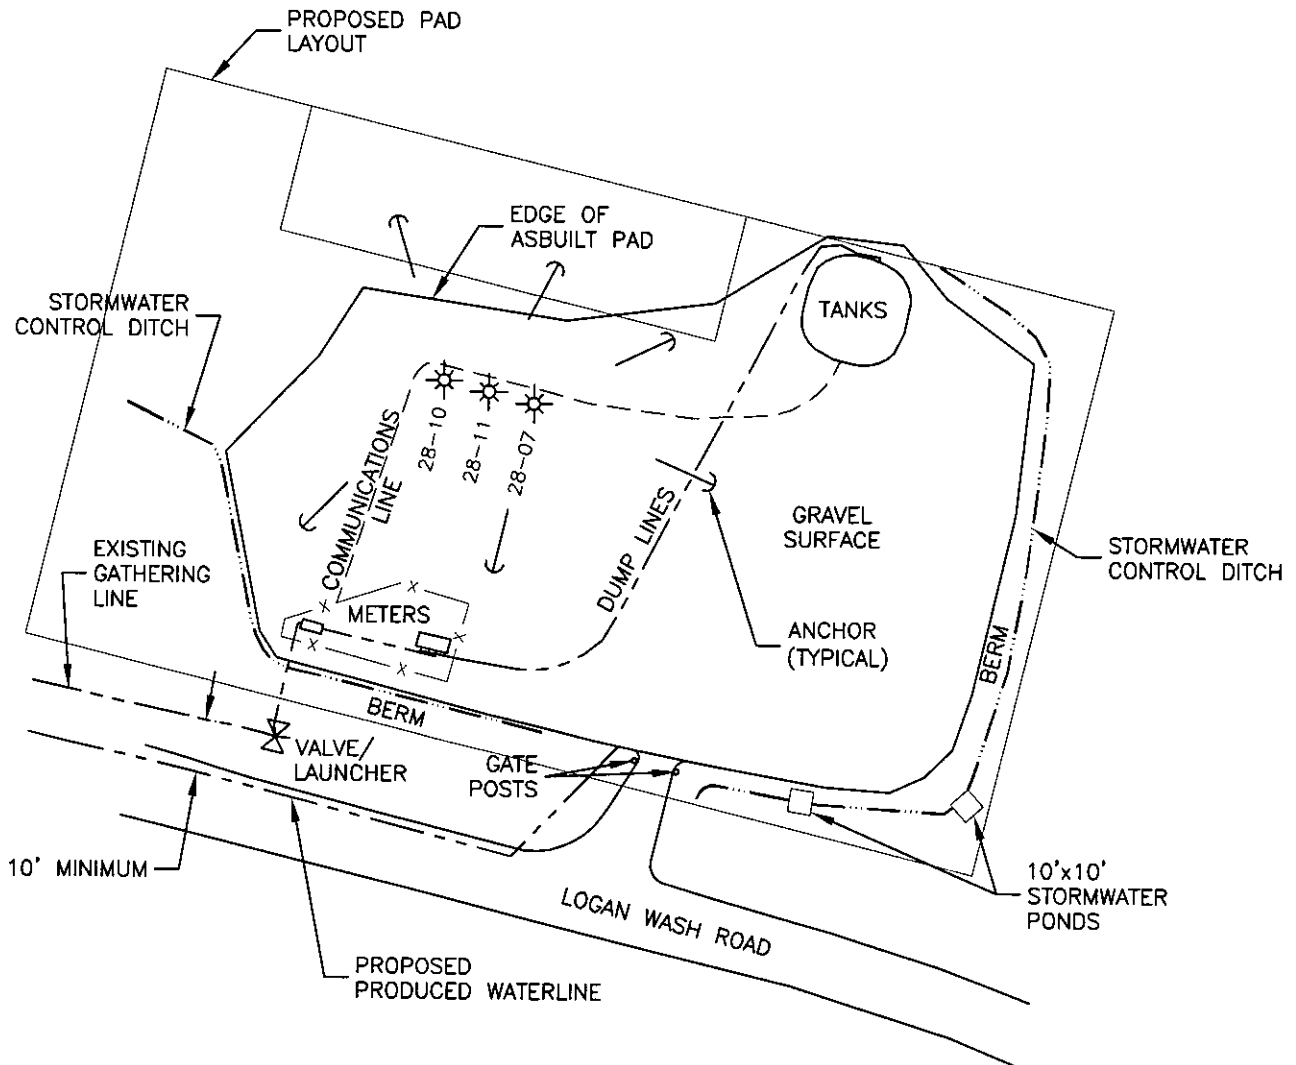 PROPOSED PAD
LAYOUT
EDGE OF
ASBUILT PAD
STORMWATER
CONTROL DITCH
TANKS
28-10
28-11
28-07
COMMUNICATIONS
LINE
DUMP LINES
GRAVEL
SURFACE
EXISTING
GATHERING
LINE
STORMWATER
CONTROL DITCH
METERS
ANCHOR
(TYPICAL)
BERM
BERM
VALVE/
LAUNCHER
GATE
POSTS
10' MINIMUM
10'x10'
STORMWATER
PONDS
LOGAN WASH ROAD
PROPOSED
PRODUCED WATERLINE